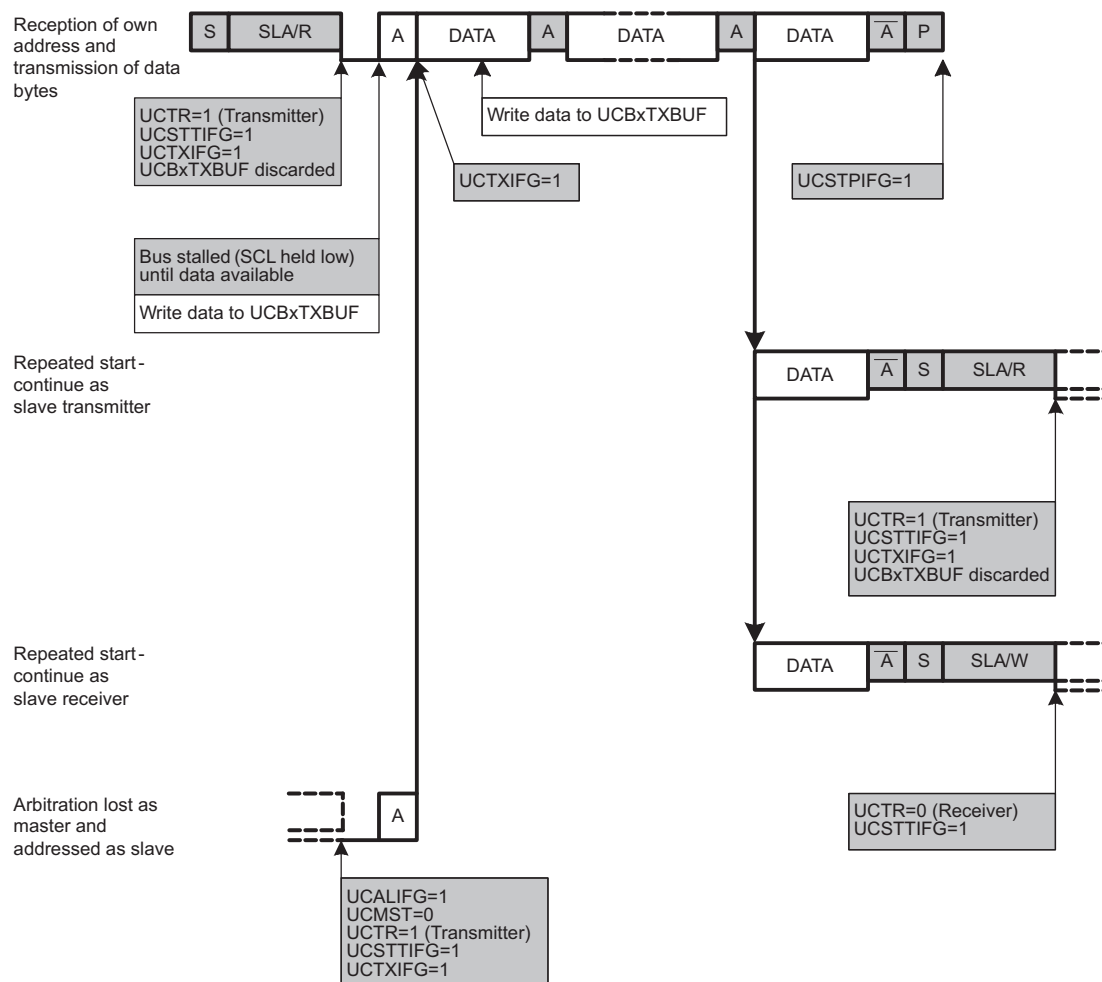 Reception of own
address and
transmission of data
bytes
S SLA/R A DATA A DATA A DATA A P
UCTR=1 (Transmitter)
UCSTTIFG=1
UCTXIFG=1
UCBxTXBUF discarded
Write data to UCBxTXBUF
UCTXIFG=1
UCSTPIFG=1
Bus stalled (SCL held low)
until data available
Write data to UCBxTXBUF
Repeated start-
continue as
slave transmitter
DATA A S SLA/R
UCTR=1 (Transmitter)
UCSTTIFG=1
UCTXIFG=1
UCBxTXBUF discarded
Repeated start-
continue as
slave receiver
DATA A S SLA/W
UCTR=0 (Receiver)
UCSTTIFG=1
Arbitration lost as
master and
addressed as slave
A
UCALIFG=1
UCMST=0
UCTR=1 (Transmitter)
UCSTTIFG=1
UCTXIFG=1